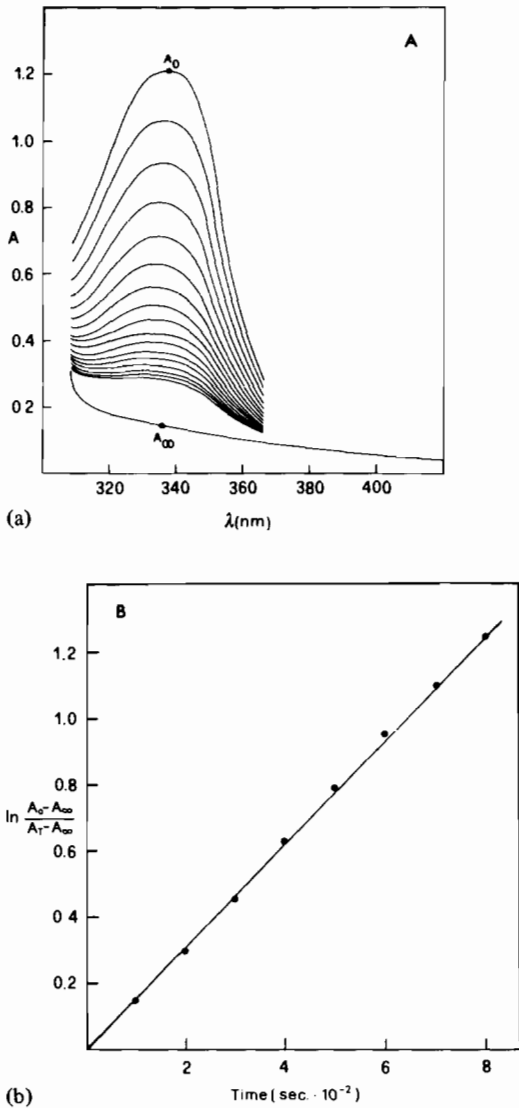 A
A₀
1.2
1.0
0.8
A
0.6
0.4
0 2
A∞
320 340 360 380 400
(a)
λ(nm)
B
1.2
1.0
0.8
ln (A₀-A∞)/(A_T-A∞)
0.6
0.4
0.2
2 4 6 8
(b)
Time (sec. · 10⁻²)